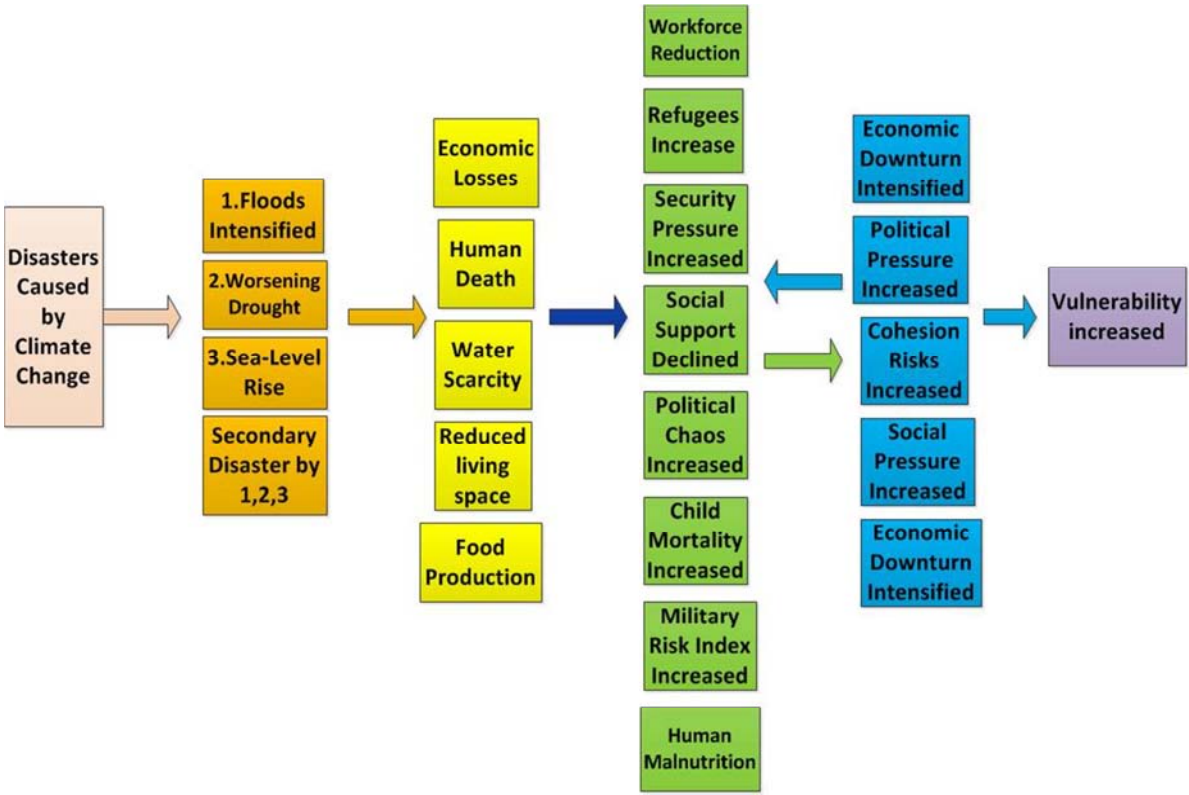 Disasters
Caused
by
Climate
Change
1.Floods
Intensified
2.Worsening
Drought
3.Sea-Level
Rise
Secondary
Disaster by
1,2,3
Economic
Losses
Human
Death
Water
Scarcity
Reduced
living
space
Food
Production
Workforce
Reduction
Refugees
Increase
Security
Pressure
Increased
Social
Support
Declined
Political
Chaos
Increased
Child
Mortality
Increased
Military
Risk Index
Increased
Human
Malnutrition
Economic
Downturn
Intensified
Political
Pressure
Increased
Cohesion
Risks
Increased
Social
Pressure
Increased
Economic
Downturn
Intensified
Vulnerability
increased